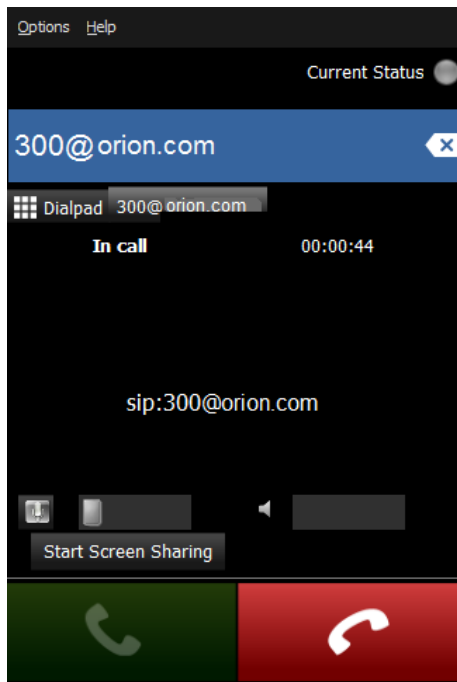 Options Help
Current Status
300@orion.com
Dialpad 300@orion.com
In call 00:00:44
sip:300@orion.com
Start Screen Sharing